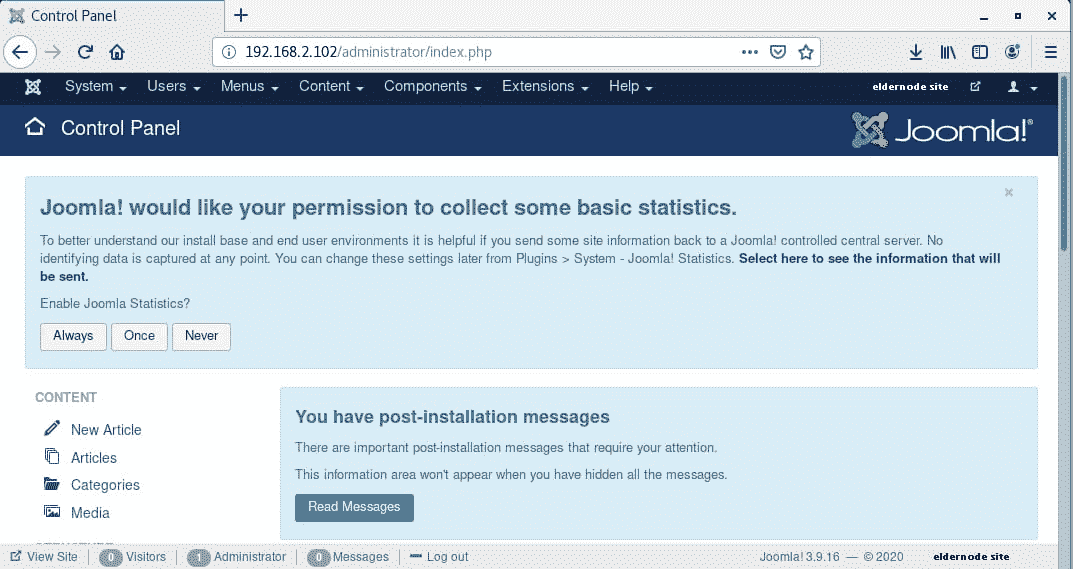 Control Panel
192.168.2.102/administrator/index.php
System Users Menus Content Components Extensions Help eldernode site
Control Panel Joomla!®
Joomla! would like your permission to collect some basic statistics.
To better understand our install base and end user environments it is helpful if you send some site information back to a Joomla! controlled central server. No
identifying data is captured at any point. You can change these settings later from Plugins > System - Joomla! Statistics. Select here to see the information that will
be sent.
Enable Joomla Statistics?
Always Once Never
CONTENT
New Article
Articles
Categories
Media
You have post-installation messages
There are important post-installation messages that require your attention.
This information area won't appear when you have hidden all the messages.
Read Messages
View Site 0 Visitors 1 Administrator 0 Messages Log out Joomla! 3.9.16 — © 2020 eldernode site